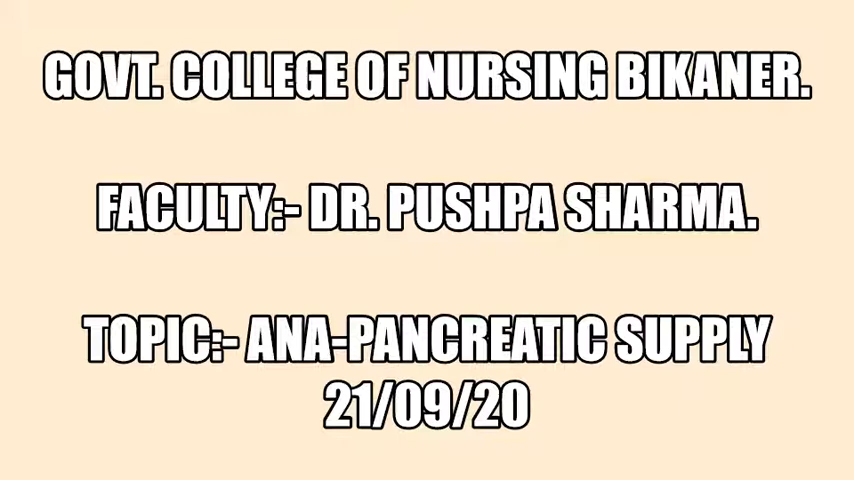 GOVT. COLLEGE OF NURSING BIKANER.
FACULTY:- DR. PUSHPA SHARMA.
TOPIC:- ANA-PANCREATIC SUPPLY
21/09/20